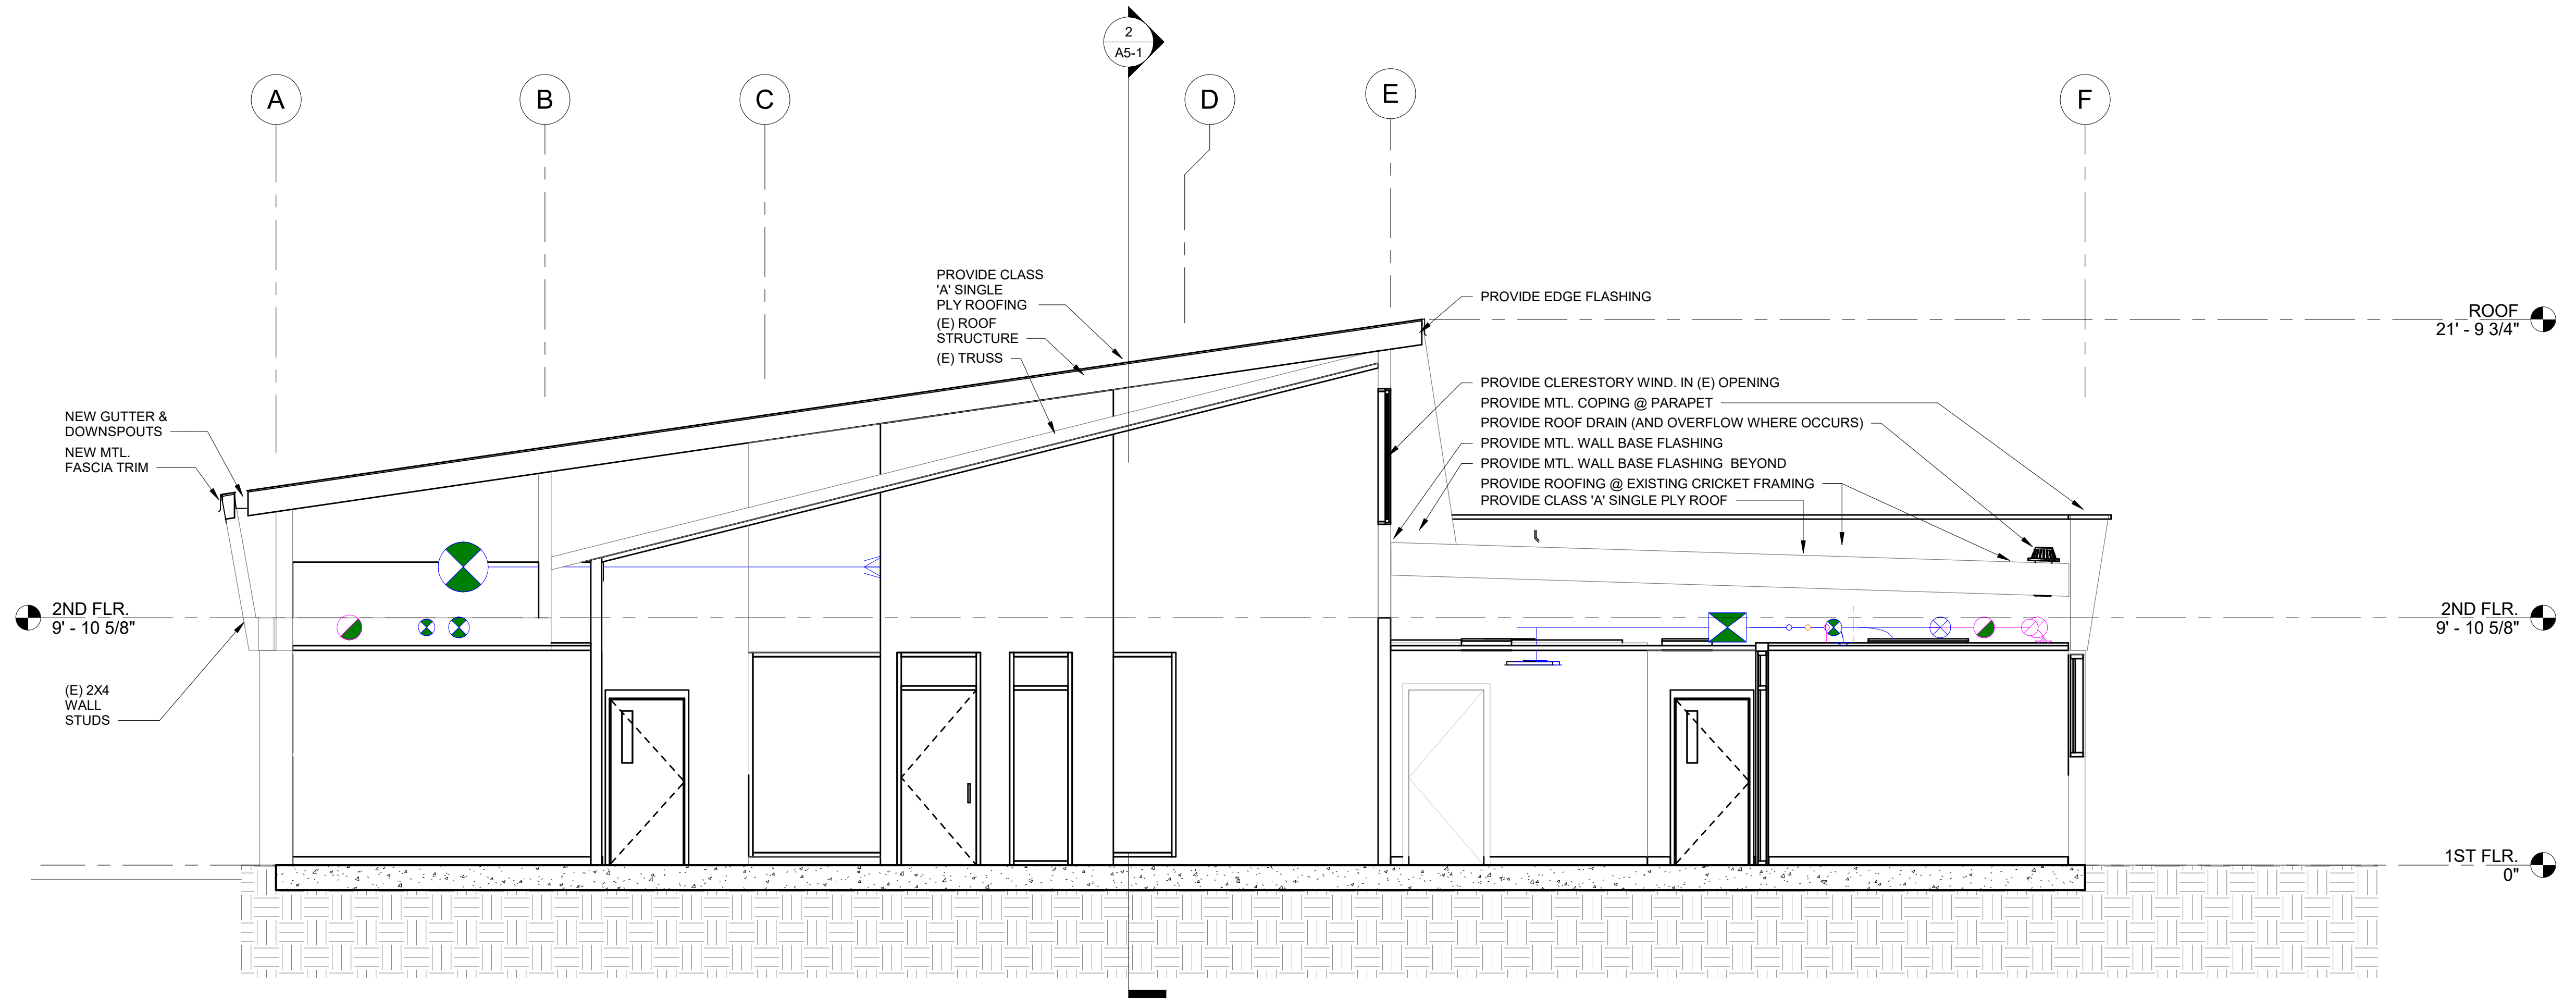 2
A5-1
A
B
C
D
E
F
PROVIDE CLASS
'A' SINGLE
PLY ROOFING
(E) ROOF
STRUCTURE
(E) TRUSS
PROVIDE EDGE FLASHING
ROOF
21' - 9 3/4"
PROVIDE CLERESTORY WIND. IN (E) OPENING
PROVIDE MTL. COPING @ PARAPET
PROVIDE ROOF DRAIN (AND OVERFLOW WHERE OCCURS)
PROVIDE MTL. WALL BASE FLASHING
PROVIDE MTL. WALL BASE FLASHING BEYOND
PROVIDE ROOFING @ EXISTING CRICKET FRAMING
PROVIDE CLASS 'A' SINGLE PLY ROOF
NEW GUTTER &
DOWNSPOUTS
NEW MTL.
FASCIA TRIM
2ND FLR.
9' - 10 5/8"
2ND FLR.
9' - 10 5/8"
(E) 2X4
WALL
STUDS
1ST FLR.
0"